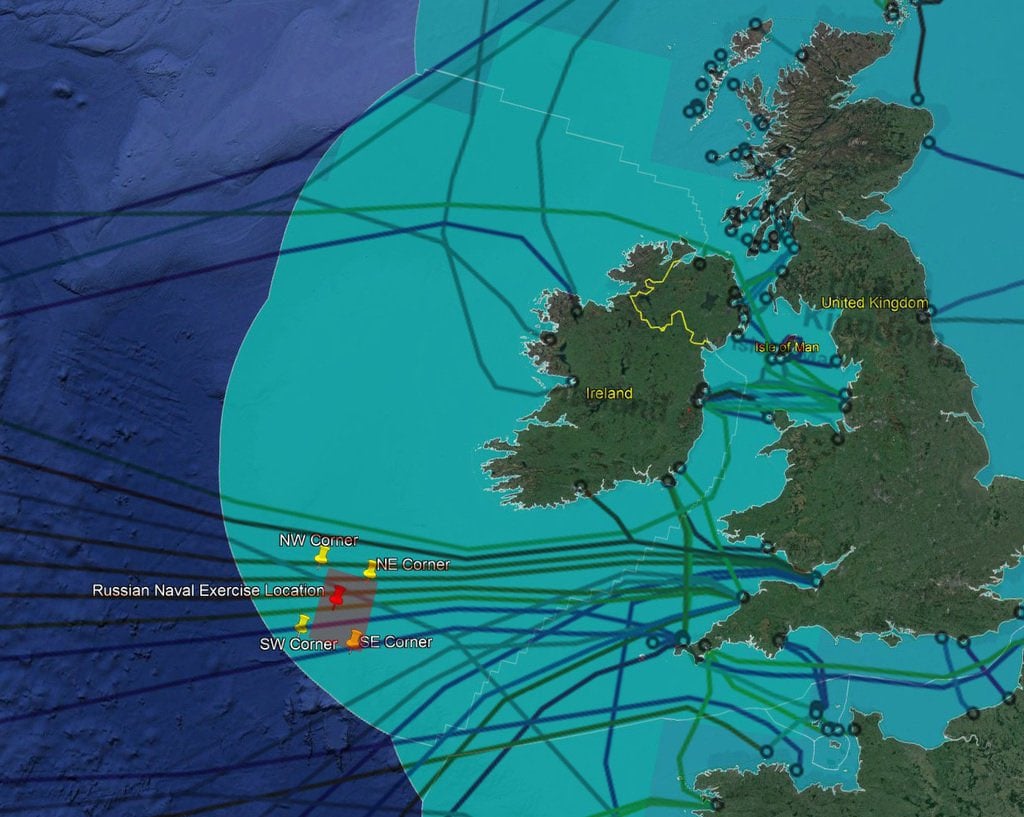 United Kingdom
Isle of Man
Ireland
NW Corner
NE Corner
Russian Naval Exercise Location
SW Corner
SE Corner